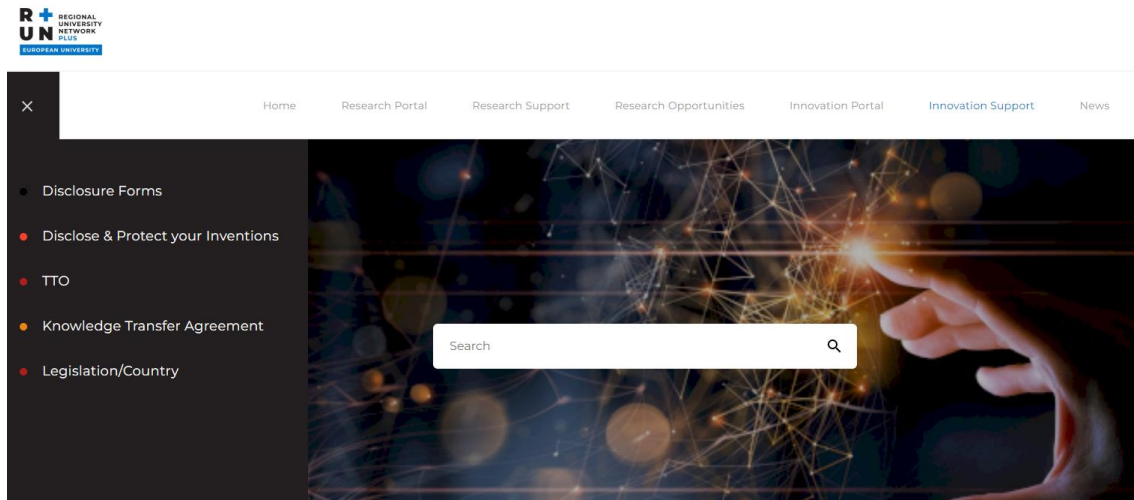 R+ REGIONAL
UNIVERSITY
UN NETWORK
PLUS
EUROPEAN UNIVERSITY
Home Research Portal Research Support Research Opportunities Innovation Portal Innovation Support News
Disclosure Forms
Disclose & Protect your Inventions
TTO
Knowledge Transfer Agreement
Legislation/Country
Search